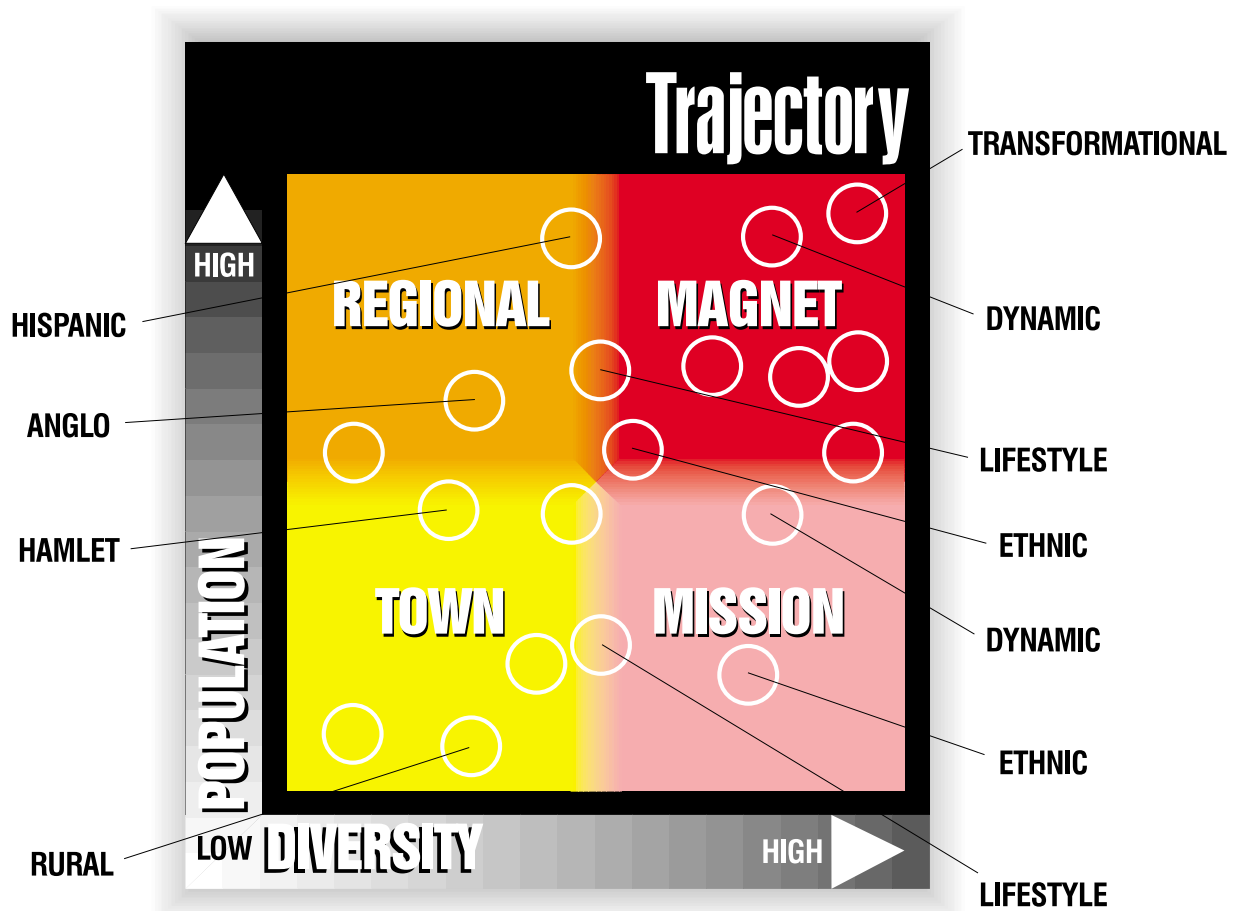 Trajectory
TRANSFORMATIONAL
HIGH
REGIONAL
MAGNET
HISPANIC
DYNAMIC
ANGLO
LIFESTYLE
HAMLET
ETHNIC
POPULATION
TOWN
MISSION
DYNAMIC
ETHNIC
RURAL
LOW
DIVERSITY
HIGH
LIFESTYLE